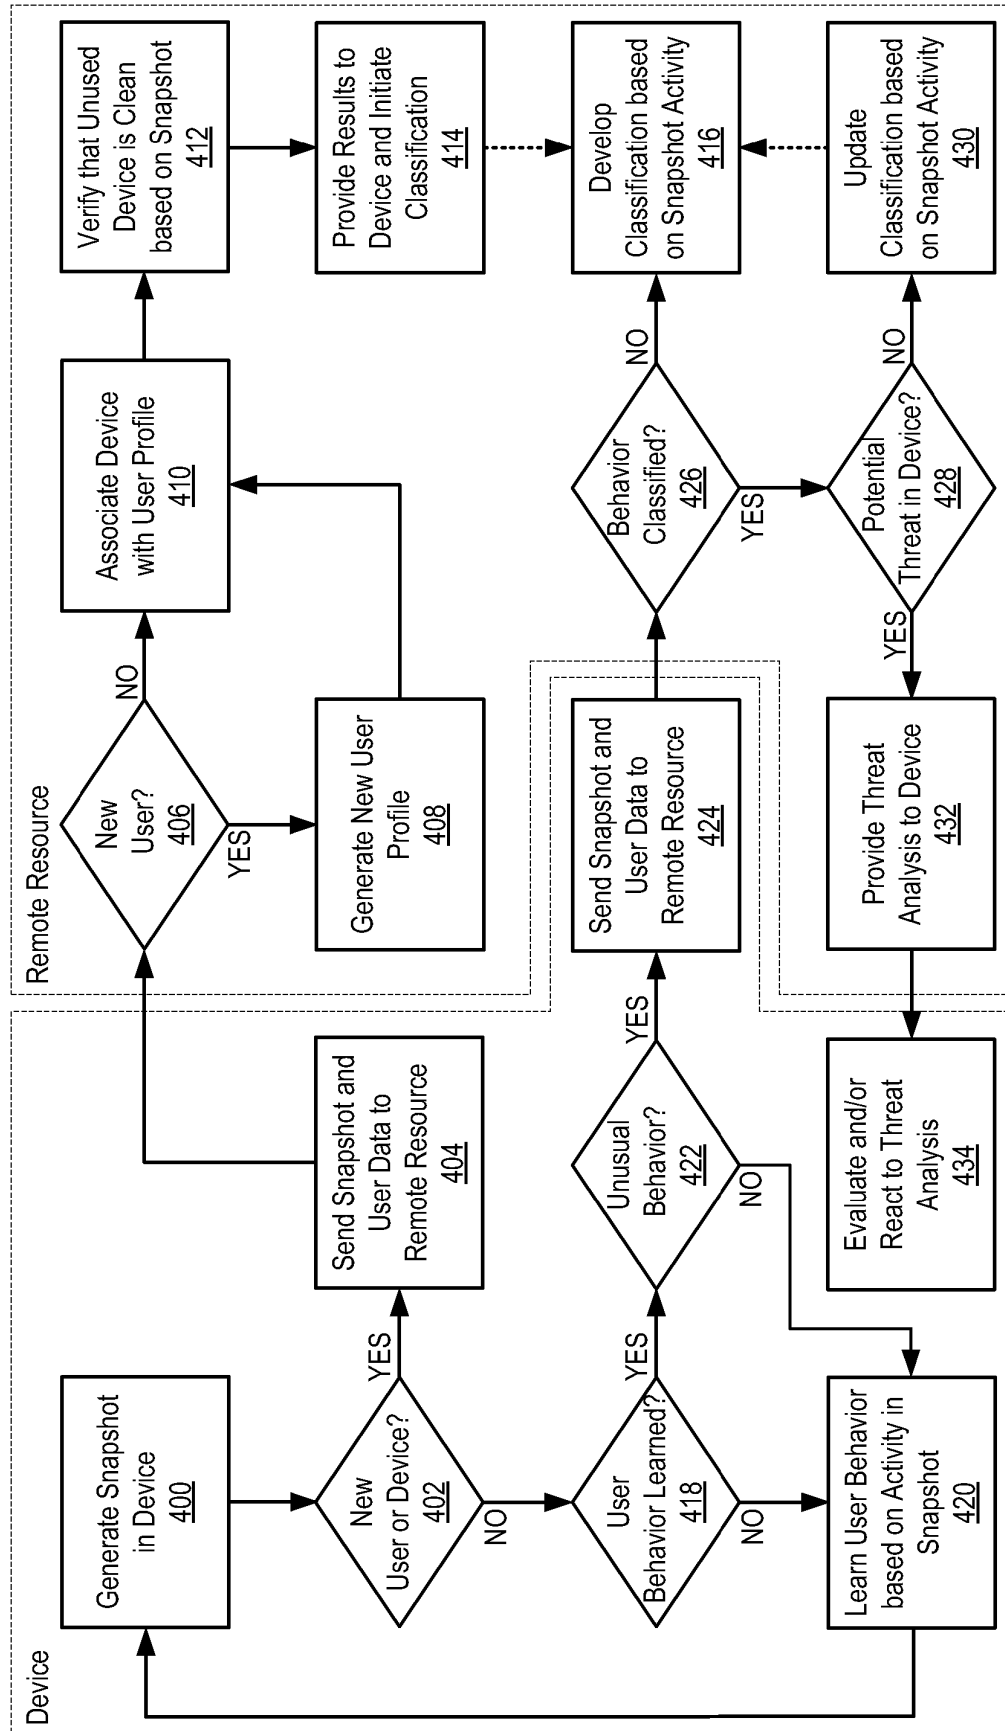 Device
Generate Snapshot
in Device
400
New
User or Device?
402
YES
NO
Send Snapshot and
User Data to
Remote Resource
404
User
Behavior Learned?
418
YES
NO
Learn User Behavior
based on Activity in
Snapshot
420
Unusual
Behavior?
422
YES
NO
Send Snapshot and
User Data to
Remote Resource
424
Evaluate and/or
React to Threat
Analysis
434
Remote Resource
New
User?
406
NO
YES
Generate New User
Profile
408
Associate Device
with User Profile
410
Verify that Unused
Device is Clean
based on Snapshot
412
Provide Results to
Device and Initiate
Classification
414
Behavior
Classified?
426
NO
YES
Develop
Classification based
on Snapshot Activity
416
Potential
Threat in Device?
428
NO
YES
Update
Classification based
on Snapshot Activity
430
Provide Threat
Analysis to Device
432